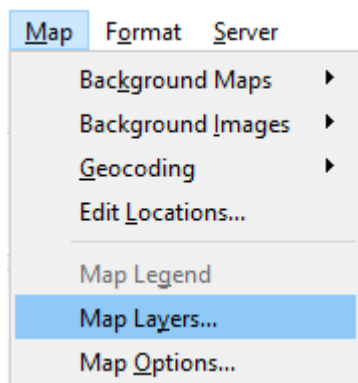 Map Format Server
Background Maps
Background Images
Geocoding
Edit Locations...
Map Legend
Map Layers...
Map Options...